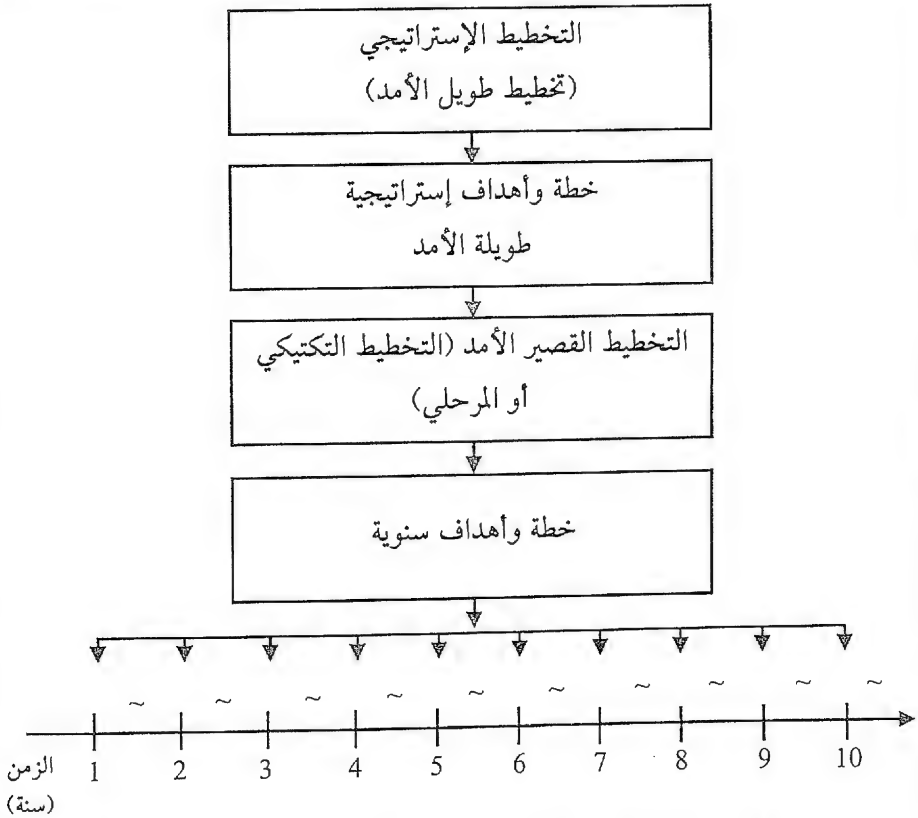 التخطيط الإستراتيجي
(تخطيط طويل الأمد)
خطة وأهداف إستراتيجية
طويلة الأمد
التخطيط القصير الأمد (التخطيط التكتيكي
أو المرحلي)
خطة وأهداف سنوية
~ ~ ~ ~ ~ ~ ~ ~ ~ ~
الزمن 1 2 3 4 5 6 7 8 9 10
(سنة)